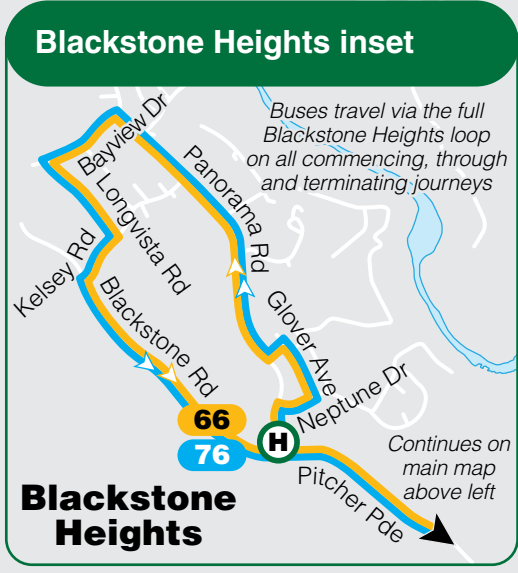 Blackstone Heights inset
Buses travel via the full
Blackstone Heights loop
on all commencing, through
and terminating journeys
Bayview Dr
Panorama Rd
Longvista Rd
Kelsey Rd
Blackstone Rd
Glover Ave
Neptune Dr
66
76
H
Pitcher Pde
Continues on
main map
above left
Blackstone
Heights